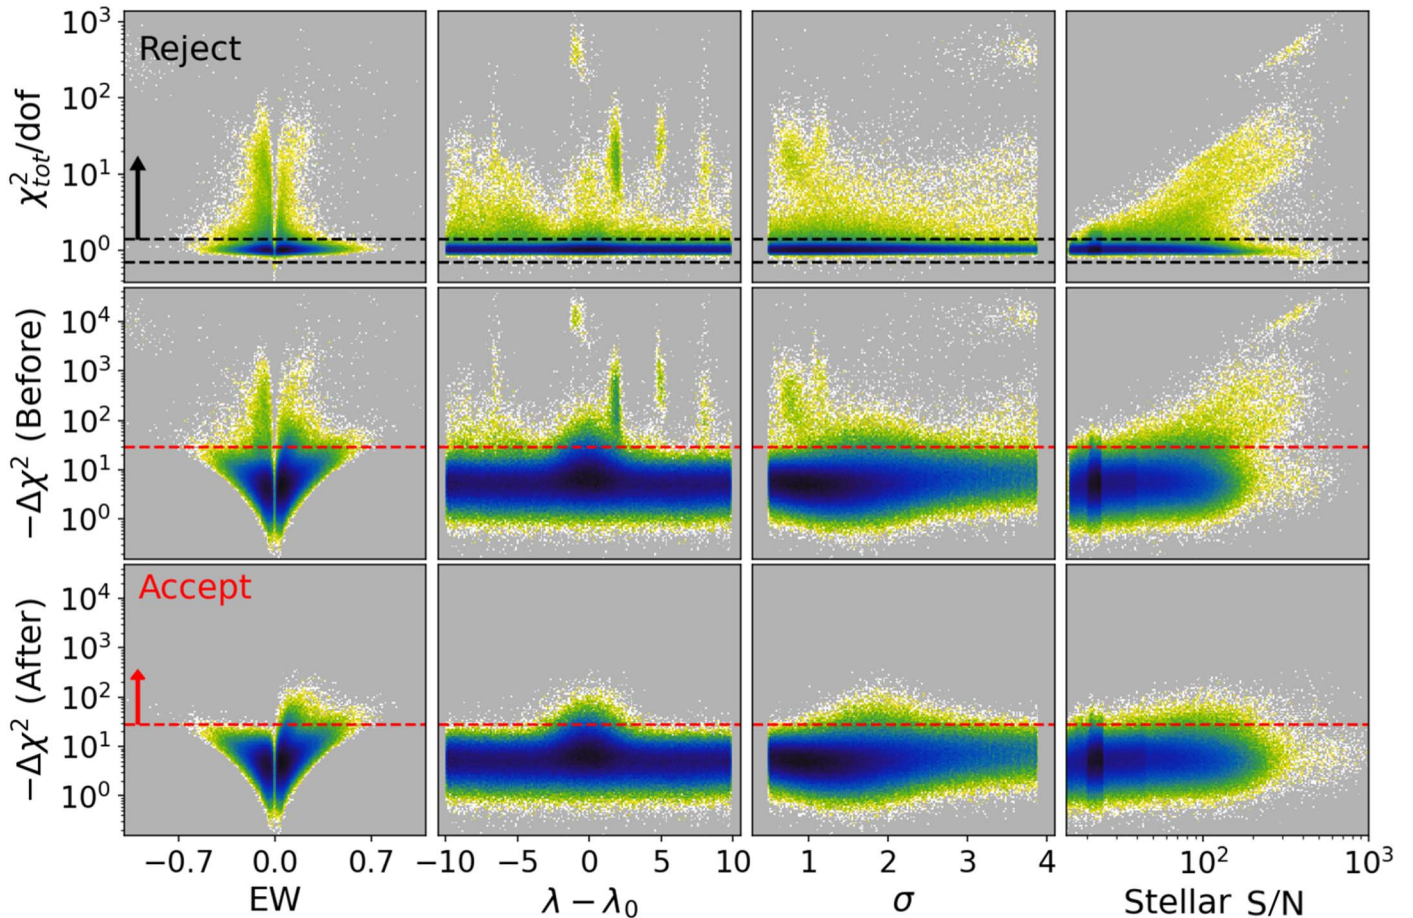 Reject
χ²_tot/dof
10³
10²
10¹
10⁰
−Δχ² (Before)
10⁴
10³
10²
10¹
10⁰
Accept
−Δχ² (After)
10⁴
10³
10²
10¹
10⁰
−0.7 0.0 0.7 −10 −5 0 5 10 1 2 3 4 10² 10³
EW λ − λ₀ σ Stellar S/N